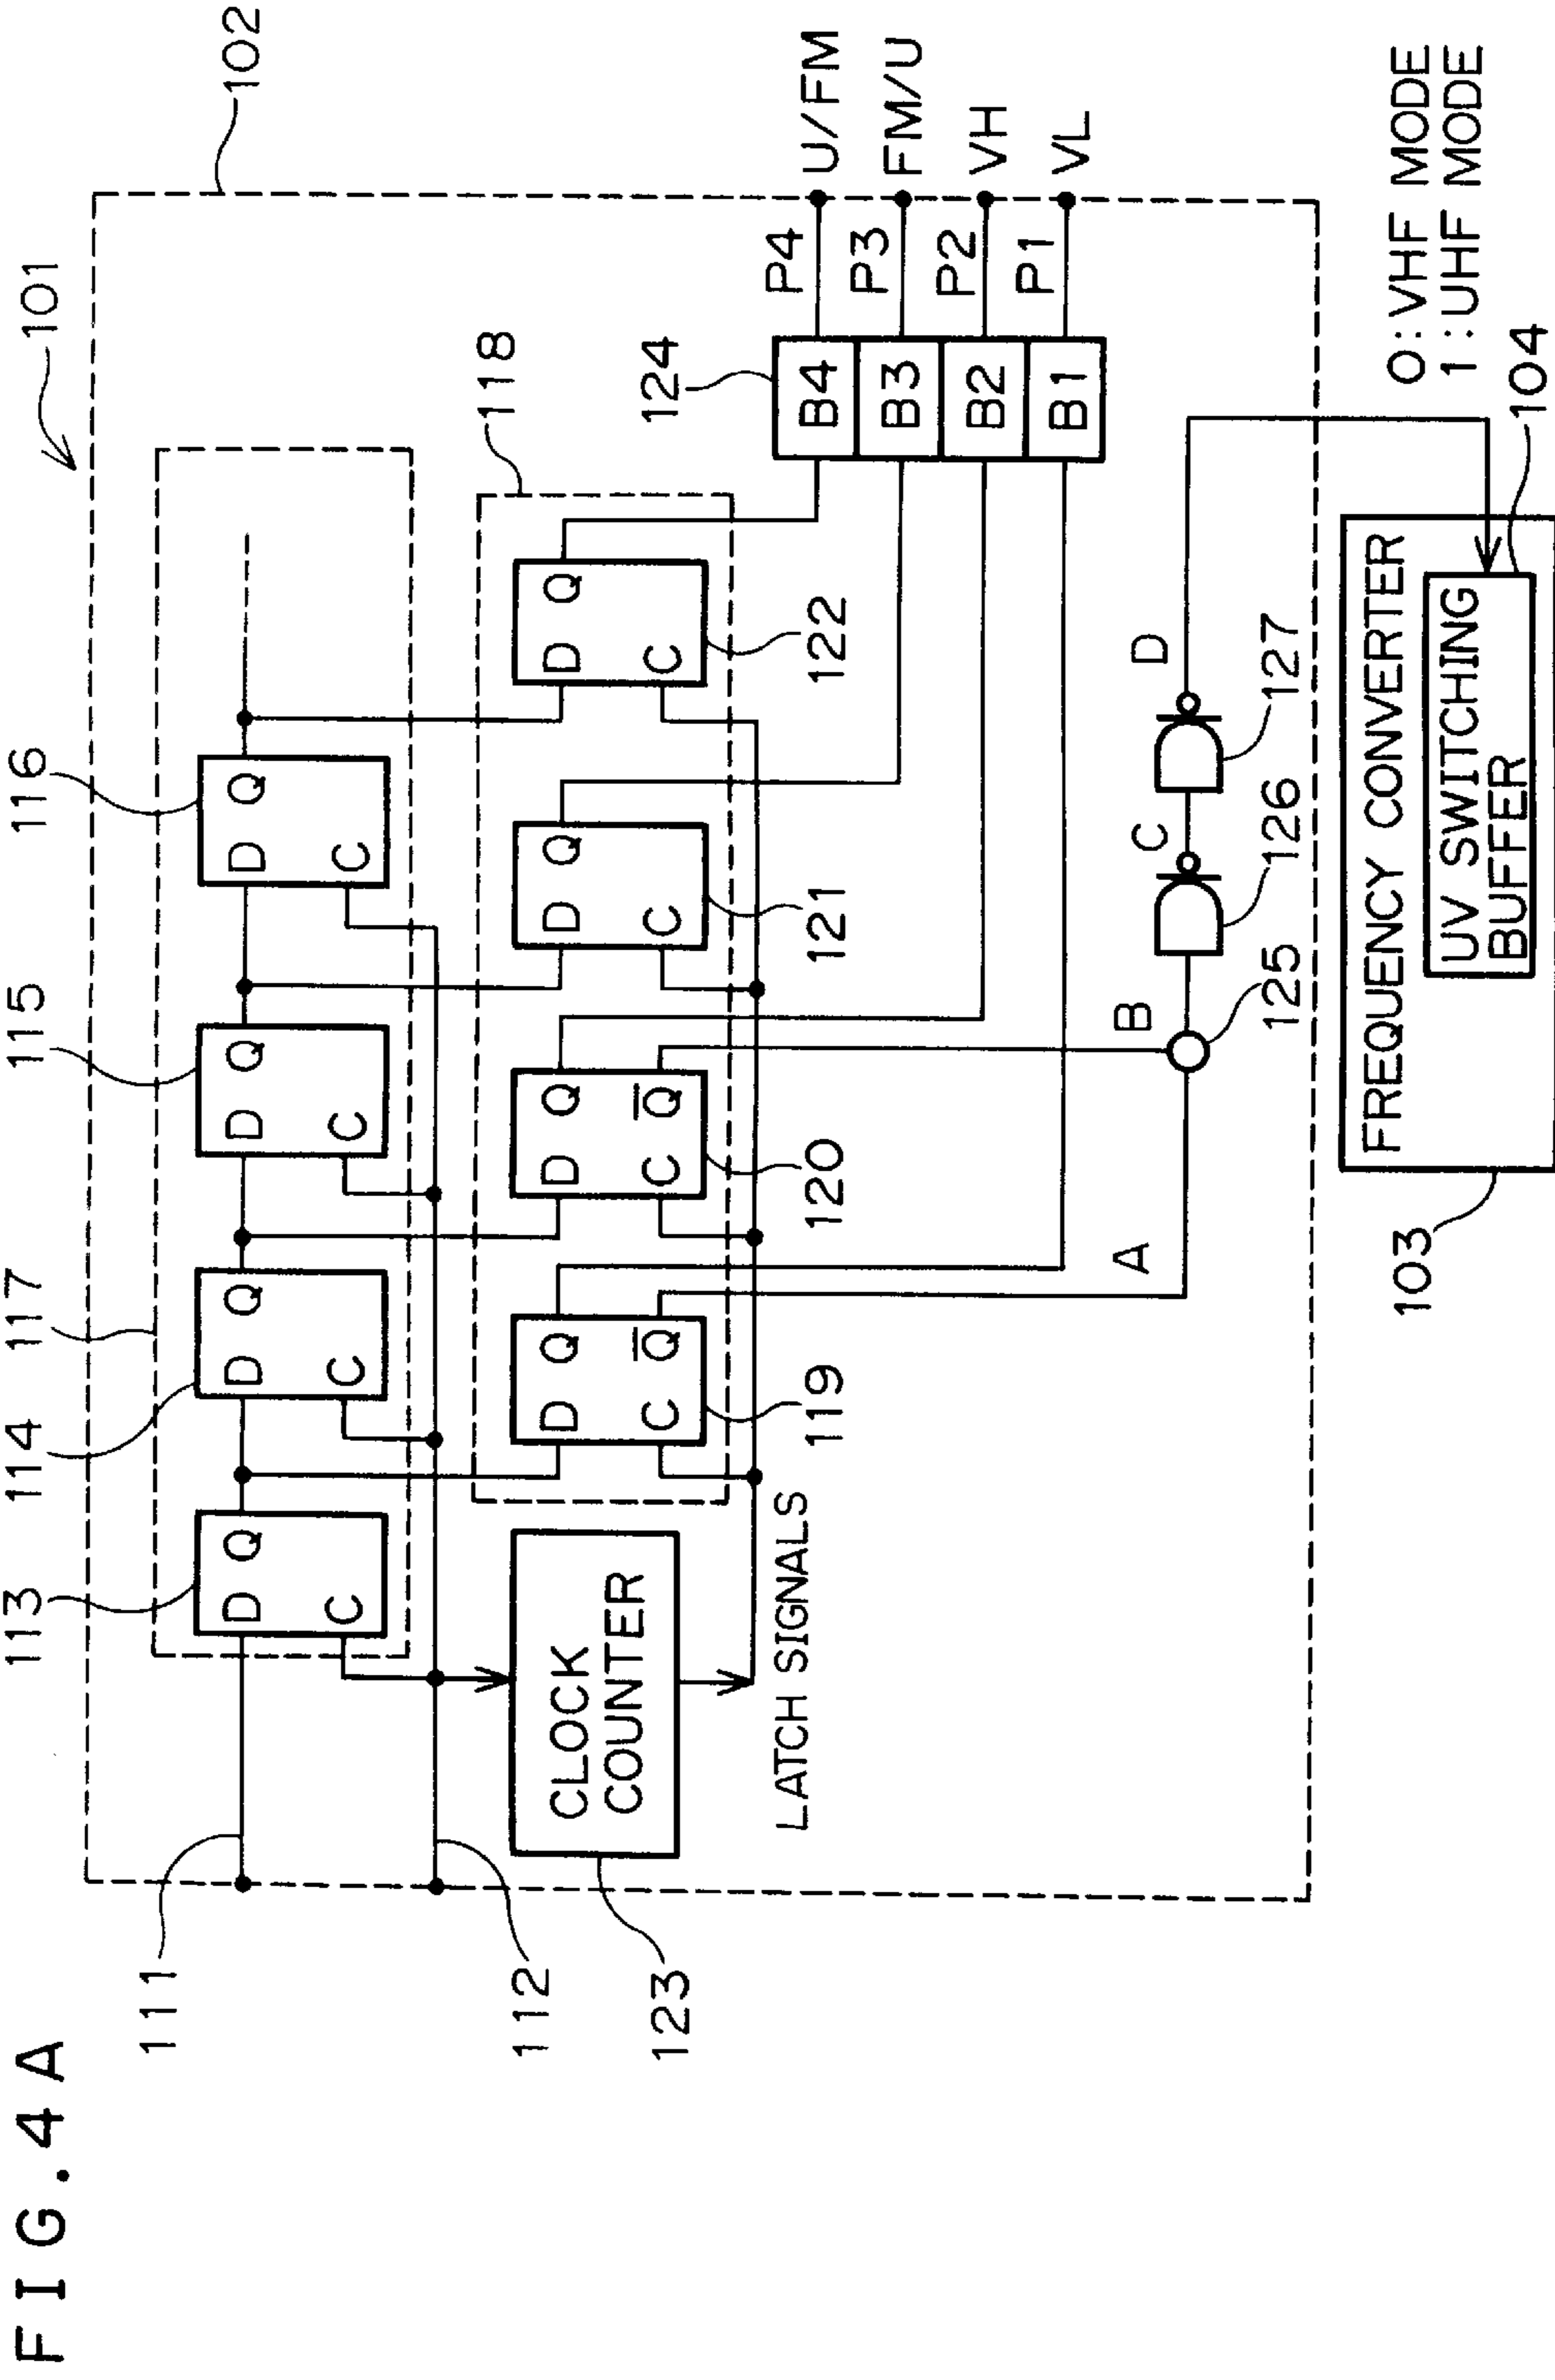 FIG.4A
101
102
111
112
113
114
115
116
117
D Q
C
D Q
C
D Q
C
D Q
C
118
D Q
C Q̅
119
D Q
C Q̅
120
D Q
C
121
D Q
C
122
CLOCK
COUNTER
123
LATCH SIGNALS
124
B4
B3
B2
B1
P4
P3
P2
P1
U/FM
FM/U
VH
VL
A
B
125
C
126
D
127
FREQUENCY CONVERTER
UV SWITCHING
BUFFER
103
104
0:VHF MODE
1:UHF MODE